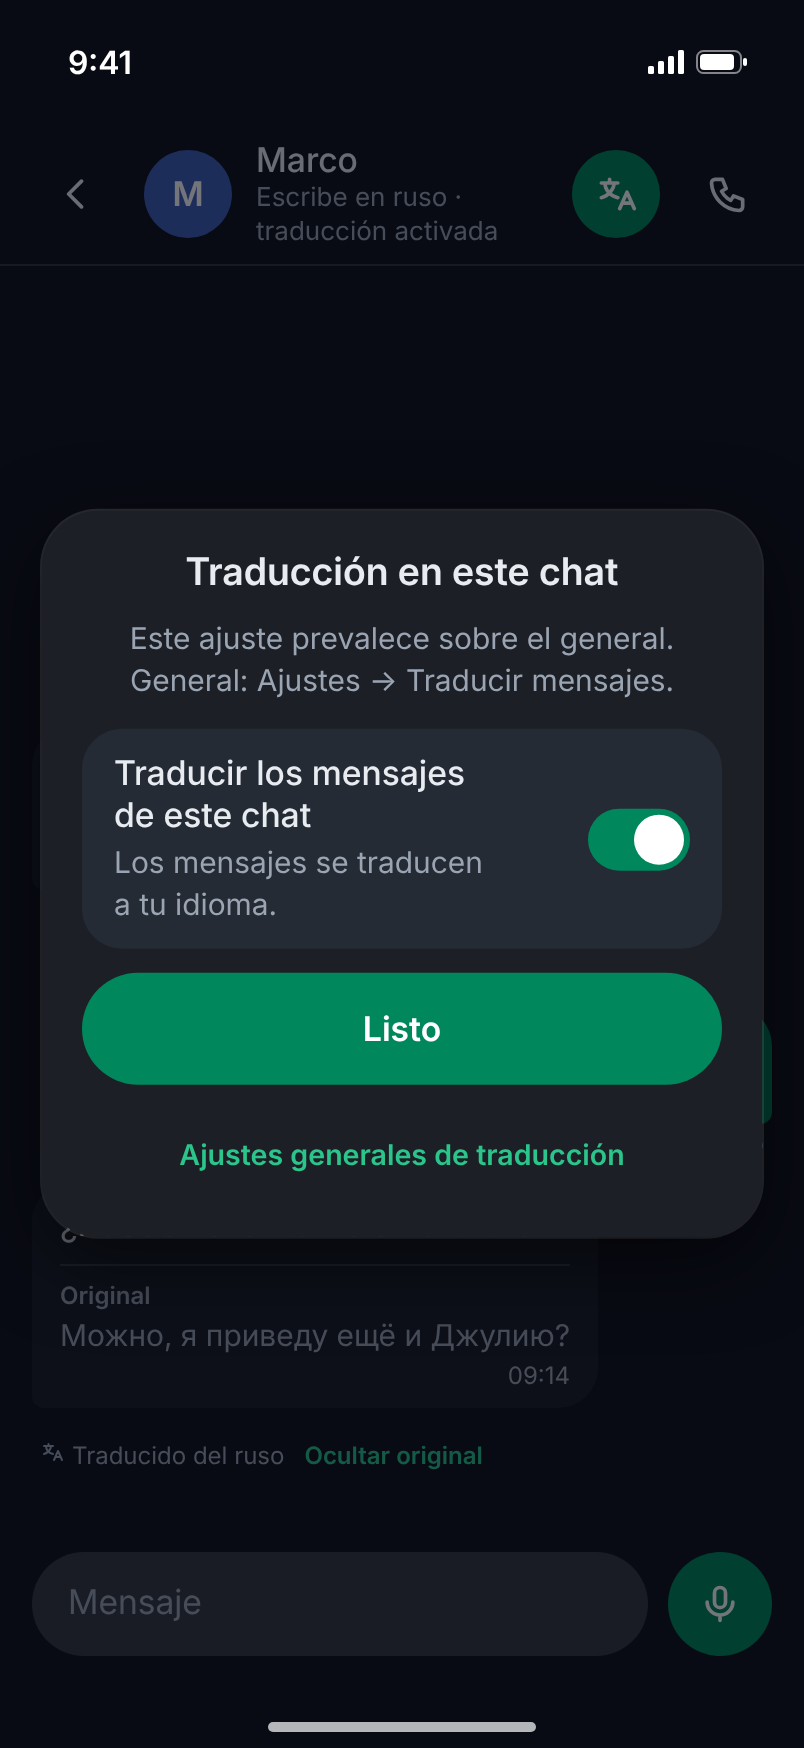 9:41
M
Marco
Escribe en ruso ·
traducción activada
Traducción en este chat
Este ajuste prevalece sobre el general.
General: Ajustes → Traducir mensajes.
Traducir los mensajes
de este chat
Los mensajes se traducen
a tu idioma.
Listo
Ajustes generales de traducción
Original
Можно, я приведу ещё и Джулию?
09:14
Traducido del ruso Ocultar original
Mensaje